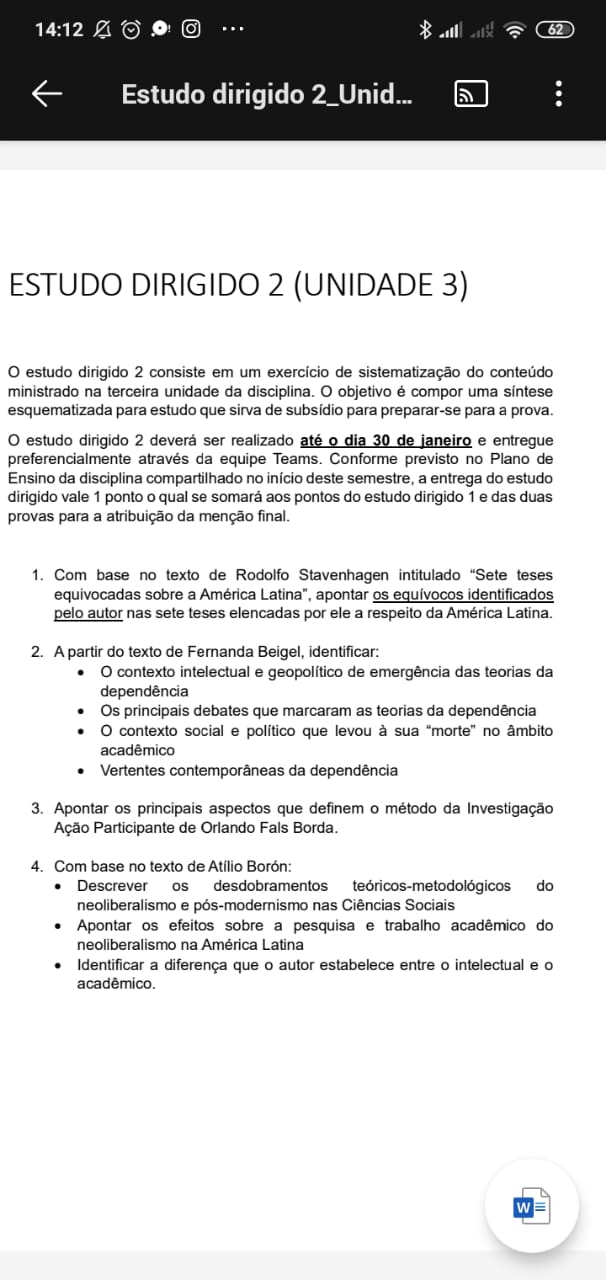 14:12
62
Estudo dirigido 2_Unid...
ESTUDO DIRIGIDO 2 (UNIDADE 3)
O estudo dirigido 2 consiste em um exercício de sistematização do conteúdo
ministrado na terceira unidade da disciplina. O objetivo é compor uma síntese
esquematizada para estudo que sirva de subsídio para preparar-se para a prova.
O estudo dirigido 2 deverá ser realizado até o dia 30 de janeiro e entregue
preferencialmente através da equipe Teams. Conforme previsto no Plano de
Ensino da disciplina compartilhado no início deste semestre, a entrega do estudo
dirigido vale 1 ponto o qual se somará aos pontos do estudo dirigido 1 e das duas
provas para a atribuição da menção final.
1. Com base no texto de Rodolfo Stavenhagen intitulado “Sete teses
equivocadas sobre a América Latina”, apontar os equívocos identificados
pelo autor nas sete teses elencadas por ele a respeito da América Latina.
2. A partir do texto de Fernanda Beigel, identificar:
• O contexto intelectual e geopolítico de emergência das teorias da
dependência
• Os principais debates que marcaram as teorias da dependência
• O contexto social e político que levou à sua “morte” no âmbito
acadêmico
• Vertentes contemporâneas da dependência
3. Apontar os principais aspectos que definem o método da Investigação
Ação Participante de Orlando Fals Borda.
4. Com base no texto de Atílio Borón:
• Descrever os desdobramentos teóricos-metodológicos do
neoliberalismo e pós-modernismo nas Ciências Sociais
• Apontar os efeitos sobre a pesquisa e trabalho acadêmico do
neoliberalismo na América Latina
• Identificar a diferença que o autor estabelece entre o intelectual e o
acadêmico.
W